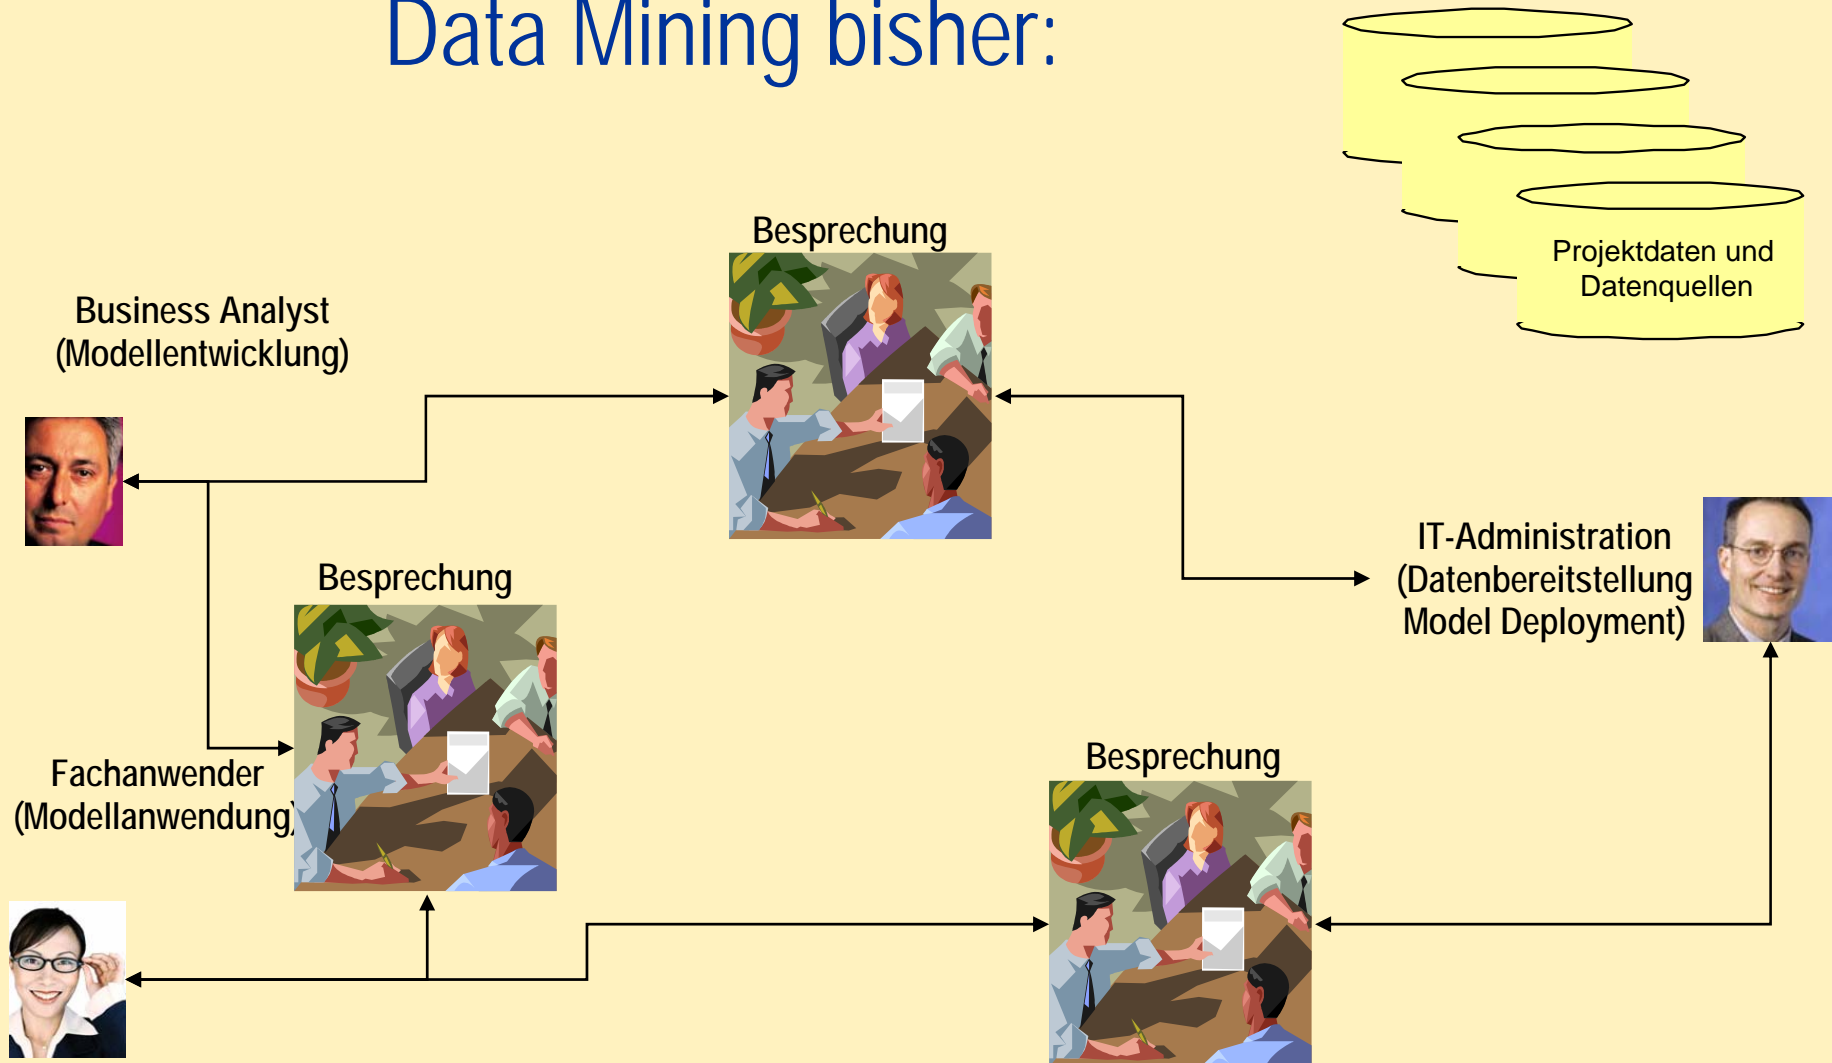 Data Mining bisher:
Projektdaten und
Datenquellen
Besprechung
Business Analyst
(Modellentwicklung)
IT-Administration
(Datenbereitstellung
Model Deployment)
Besprechung
Fachanwender
(Modellanwendung)
Besprechung